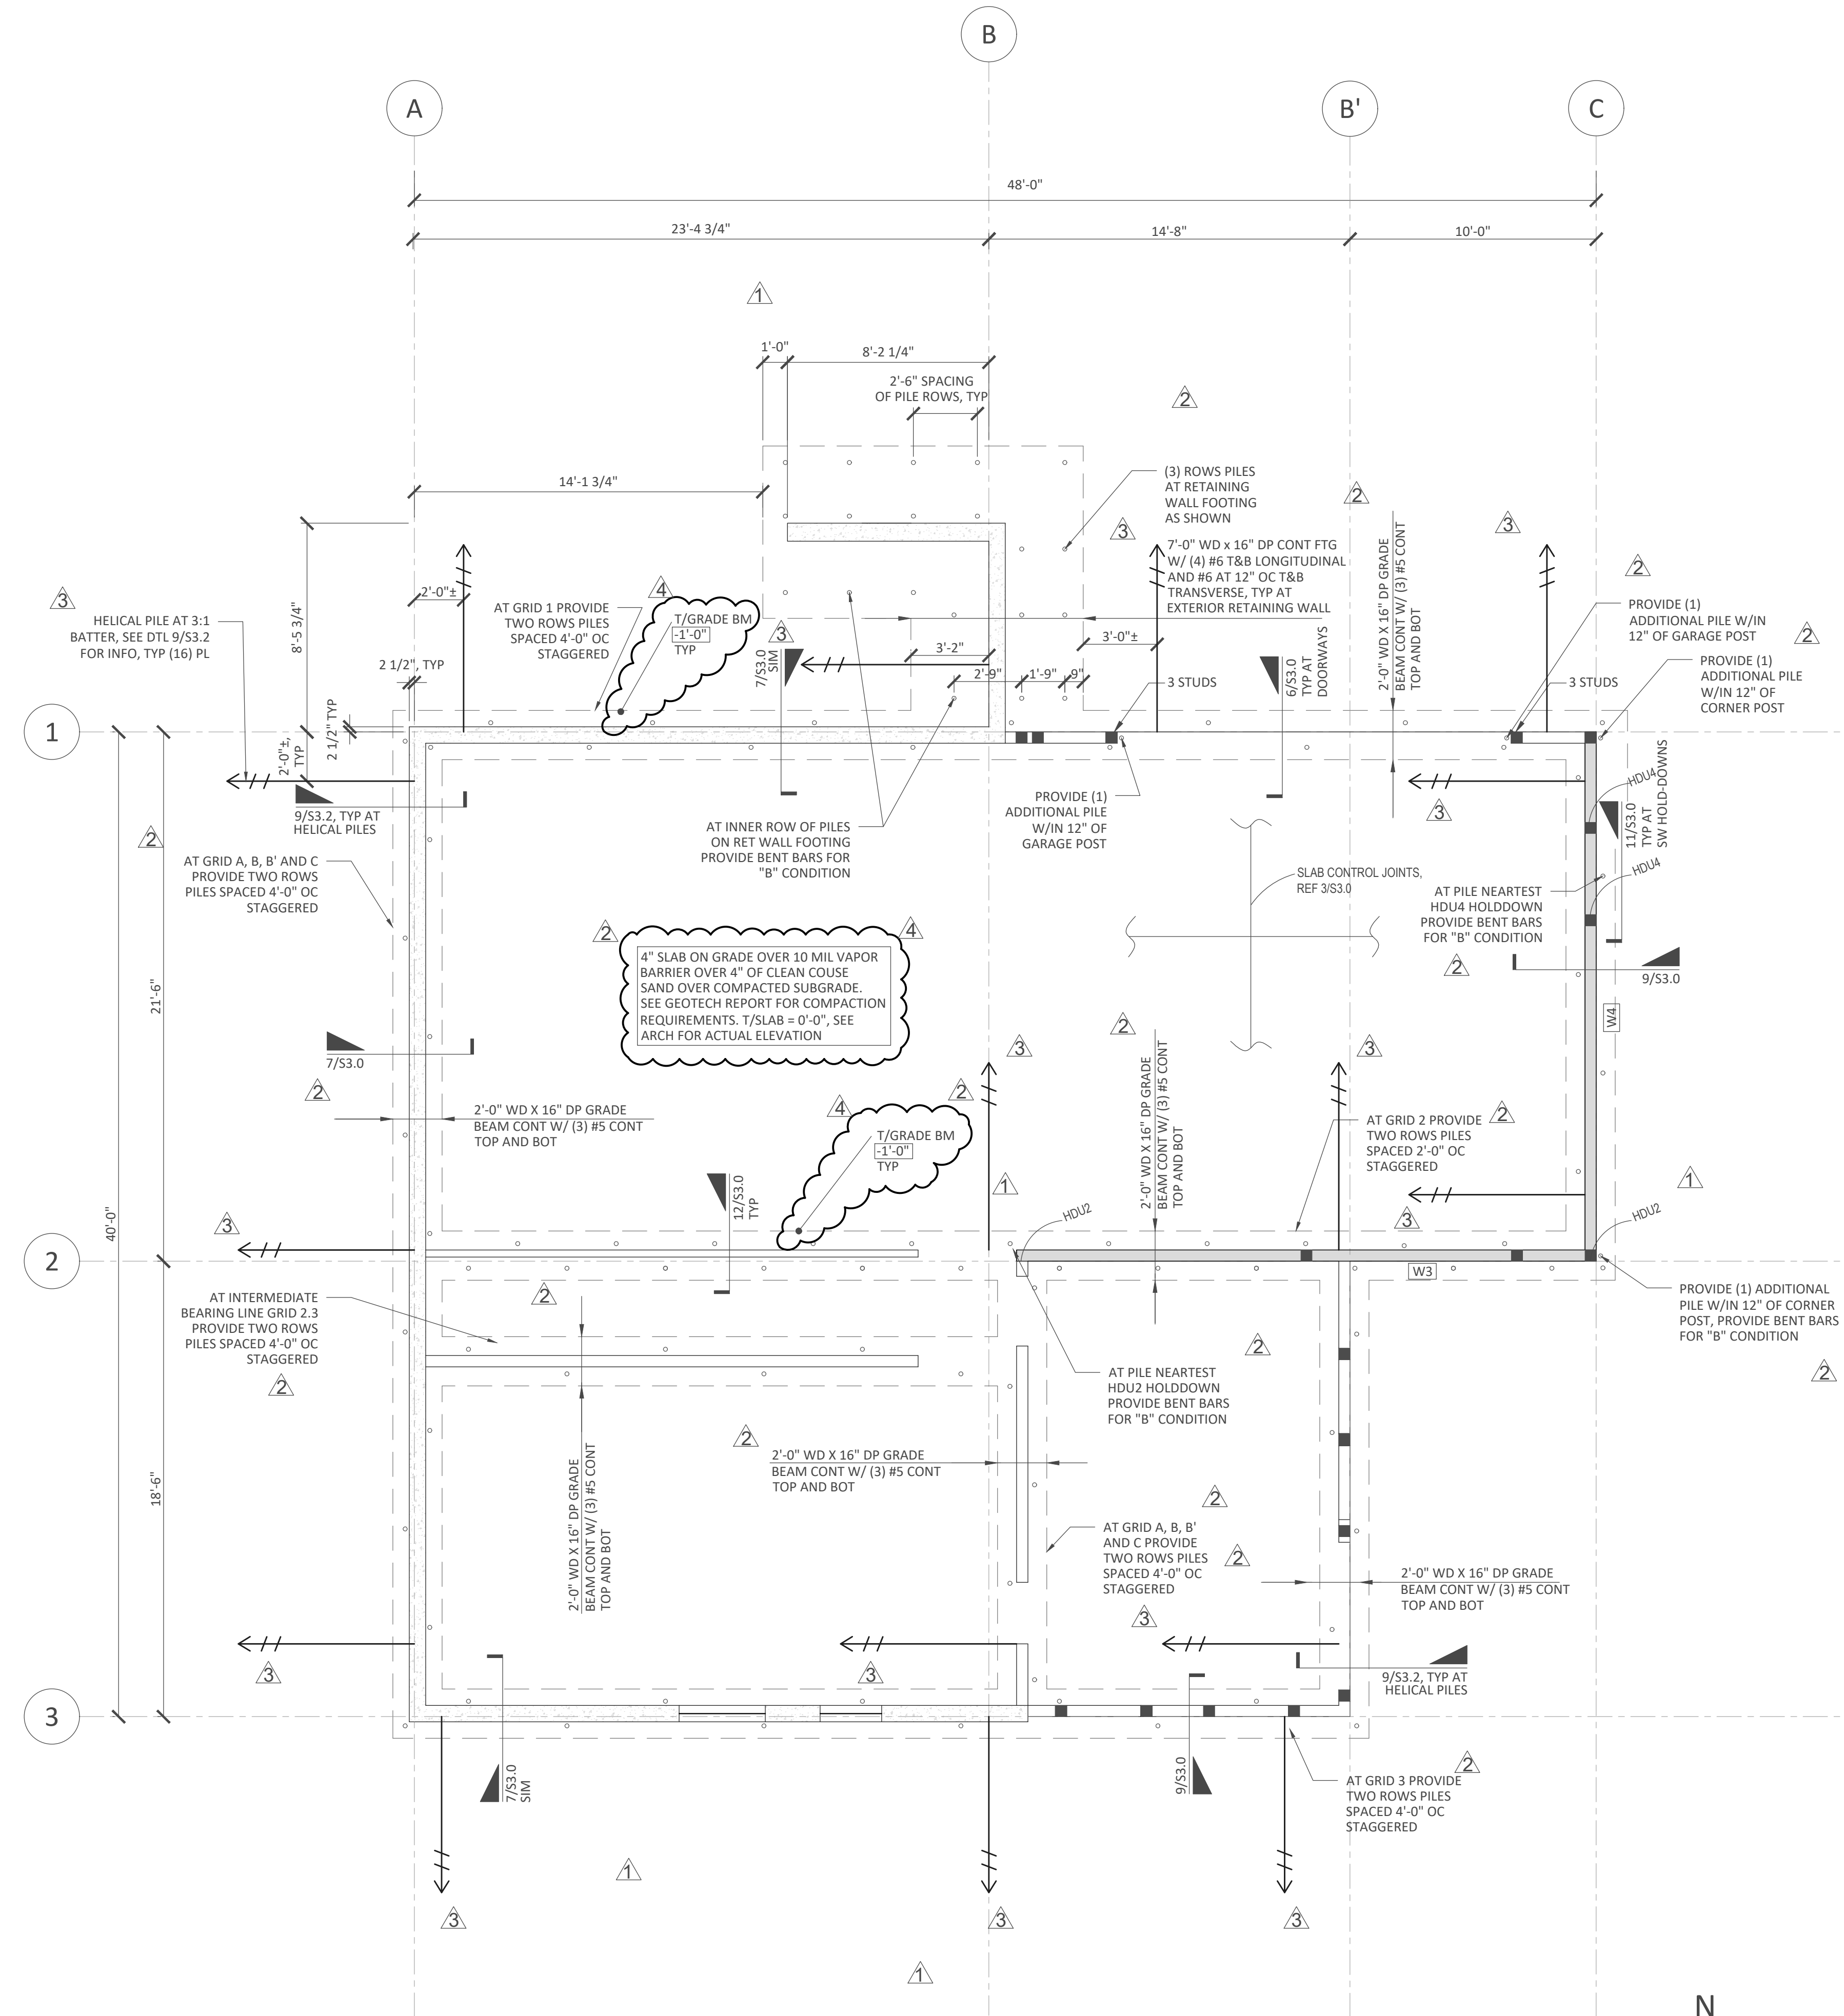 B
A
B'
C
48'-0"
23'-4 3/4"
14'-8"
10'-0"
1
1'-0"
8'-2 1/4"
2'-6" SPACING
OF PILE ROWS, TYP
2
14'-1 3/4"
(3) ROWS PILES
AT RETAINING
WALL FOOTING
AS SHOWN
2
3
3
7'-0" WD x 16" DP CONT FTG
W/ (4) #6 T&B LONGITUDINAL
AND #6 AT 12" OC T&B
TRANSVERSE, TYP AT
EXTERIOR RETAINING WALL
2'-0" WD X 16" DP GRADE
BEAM CONT W/ (3) #5 CONT
TOP AND BOT
2
3
HELICAL PILE AT 3:1
BATTER, SEE DTL 9/S3.2
FOR INFO, TYP (16) PL
8'-5 3/4"
2'-0"±
AT GRID 1 PROVIDE
TWO ROWS PILES
SPACED 4'-0" OC
STAGGERED
4
T/GRADE BM
-1'-0"
TYP
3
7/S3.0
SIM
3'-2"
3'-0"±
2'-9"
1'-9"
9"
3 STUDS
6/S3.0
TYP AT
DOORWAYS
3 STUDS
PROVIDE (1)
ADDITIONAL PILE W/IN
12" OF GARAGE POST
2
PROVIDE (1)
ADDITIONAL PILE
W/IN 12" OF
CORNER POST
2 1/2", TYP
2 1/2" TYP
2'-0"±,
TYP
1
9/S3.2, TYP AT
HELICAL PILES
2
AT GRID A, B, B' AND C
PROVIDE TWO ROWS
PILES SPACED 4'-0" OC
STAGGERED
AT INNER ROW OF PILES
ON RET WALL FOOTING
PROVIDE BENT BARS FOR
"B" CONDITION
PROVIDE (1)
ADDITIONAL PILE
W/IN 12" OF
GARAGE POST
3
HDU4
11/S3.0
TYP AT
SW HOLD-DOWNS
HDU4
SLAB CONTROL JOINTS,
REF 3/S3.0
AT PILE NEARTEST
HDU4 HOLDDOWN
PROVIDE BENT BARS
FOR "B" CONDITION
2
9/S3.0
W4
2
4
4" SLAB ON GRADE OVER 10 MIL VAPOR
BARRIER OVER 4" OF CLEAN COUSE
SAND OVER COMPACTED SUBGRADE.
SEE GEOTECH REPORT FOR COMPACTION
REQUIREMENTS. T/SLAB = 0'-0", SEE
ARCH FOR ACTUAL ELEVATION
21'-6"
40'-0"
7/S3.0
2
2'-0" WD X 16" DP GRADE
BEAM CONT W/ (3) #5 CONT
TOP AND BOT
3
2
3
2
4
T/GRADE BM
-1'-0"
TYP
2'-0" WD X 16" DP GRADE
BEAM CONT W/ (3) #5 CONT
TOP AND BOT
AT GRID 2 PROVIDE
TWO ROWS PILES
SPACED 2'-0" OC
STAGGERED
2
12/S3.0
TYP
1
1
3
3
HDU2
HDU2
2
W3
AT INTERMEDIATE
BEARING LINE GRID 2.3
PROVIDE TWO ROWS
PILES SPACED 4'-0" OC
STAGGERED
2
2
2
PROVIDE (1) ADDITIONAL
PILE W/IN 12" OF CORNER
POST, PROVIDE BENT BARS
FOR "B" CONDITION
2
AT PILE NEARTEST
HDU2 HOLDDOWN
PROVIDE BENT BARS
FOR "B" CONDITION
18'-6"
2'-0" WD X 16" DP GRADE
BEAM CONT W/ (3) #5 CONT
TOP AND BOT
2
2'-0" WD X 16" DP GRADE
BEAM CONT W/ (3) #5 CONT
TOP AND BOT
2
AT GRID A, B, B'
AND C PROVIDE
TWO ROWS PILES
SPACED 4'-0" OC
STAGGERED
2
2'-0" WD X 16" DP GRADE
BEAM CONT W/ (3) #5 CONT
TOP AND BOT
3
3
3
9/S3.2, TYP AT
HELICAL PILES
3
7/S3.0
SIM
9/S3.0
2
AT GRID 3 PROVIDE
TWO ROWS PILES
SPACED 4'-0" OC
STAGGERED
1
3
3
3
1
N